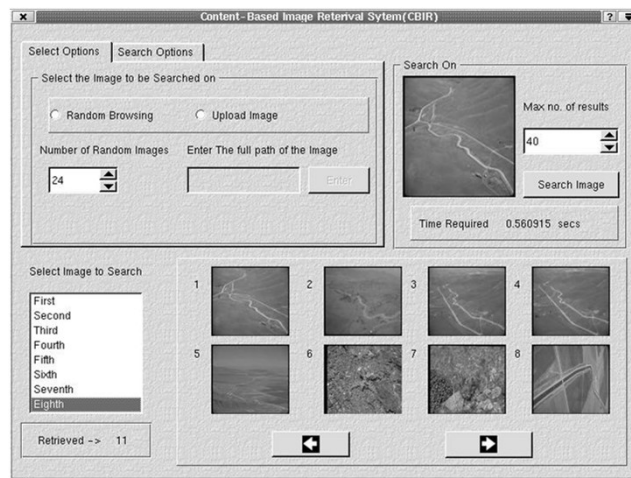 Content-Based Image Reterival Sytem(CBIR)
Select Options Search Options
Select the Image to be Searched on
Random Browsing Upload Image
Number of Random Images Enter The full path of the Image
24 Enter
Search On
Max no. of results
40
Search Image
Time Required 0.560915 secs
Select Image to Search
First
Second
Third
Fourth
Fifth
Sixth
Seventh
Eighth
Retrieved -> 11
1 2 3 4
5 6 7 8